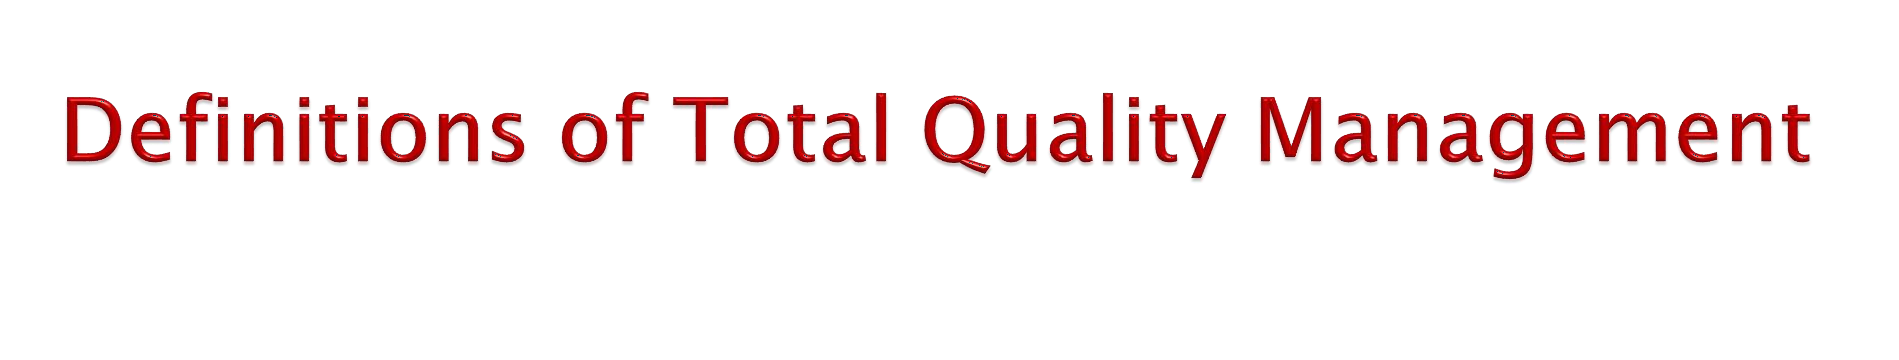 Definitions of Total Quality Management